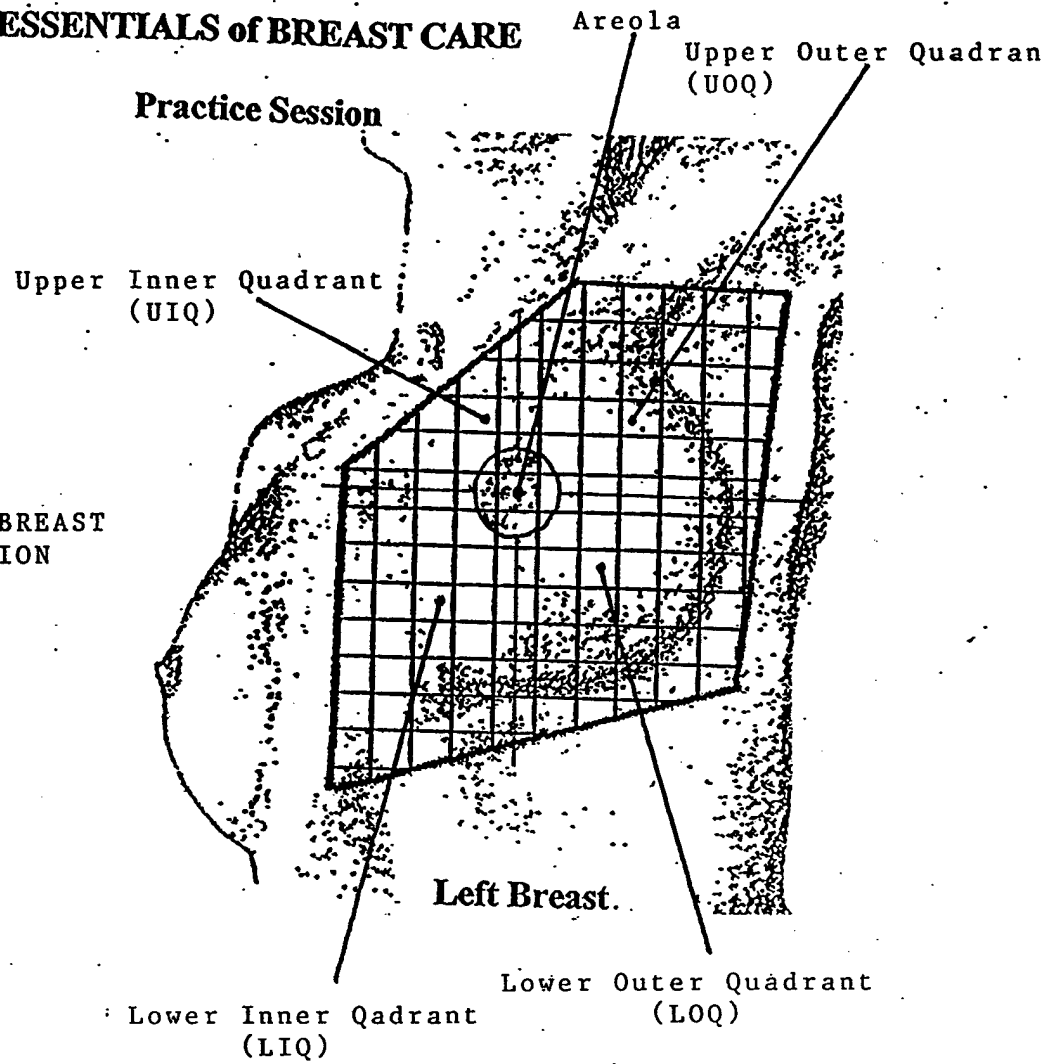 ESSENTIALS of BREAST CARE
Areola
Upper Outer Quadran
(UOQ)
Practice Session
Upper Inner Quadrant
(UIQ)
BREAST
ION
Left Breast.
Lower Outer Quadrant
(LOQ)
Lower Inner Qadrant
(LIQ)